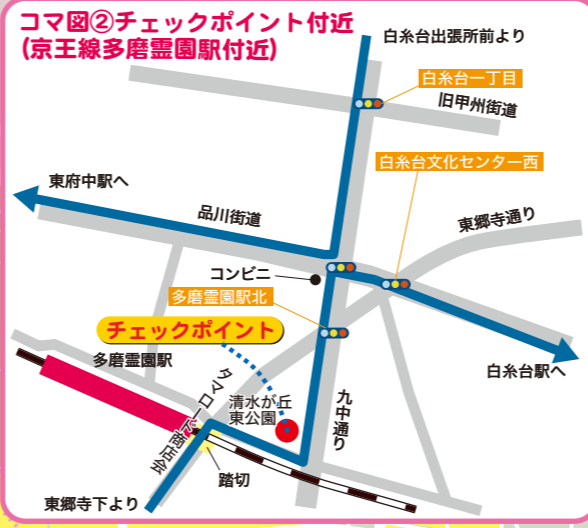 コマ図②チェックポイント付近
(京王線多磨霊園駅付近)
白糸台出張所前より
白糸台一丁目
旧甲州街道
白糸台文化センター西
東府中駅へ
品川街道
東郷寺通り
コンビニ
多磨霊園駅北
チェックポイント
多磨霊園駅
白糸台駅へ
タマロード商店会
清水が丘
東公園
九中通り
踏切
東郷寺下より